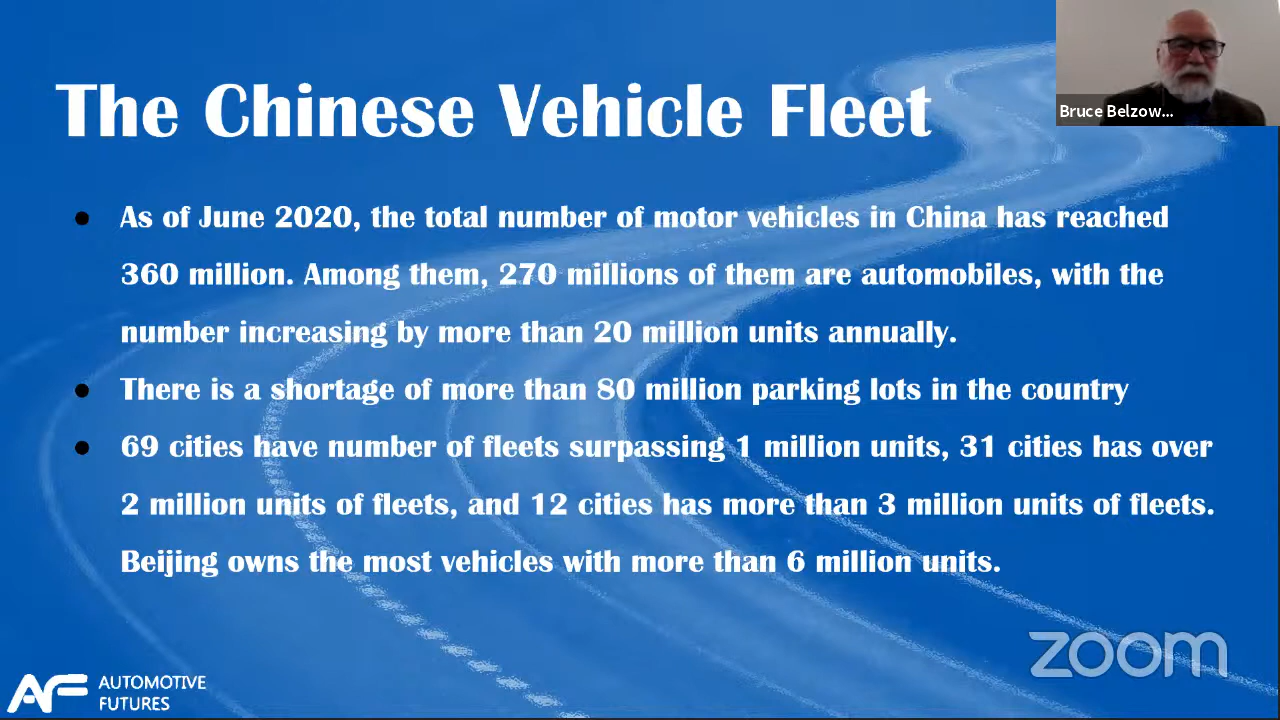 The Chinese Vehicle Fleet
Bruce Belzow...
● As of June 2020, the total number of motor vehicles in China has reached
360 million. Among them, 270 millions of them are automobiles, with the
number increasing by more than 20 million units annually.
● There is a shortage of more than 80 million parking lots in the country
● 69 cities have number of fleets surpassing 1 million units, 31 cities has over
2 million units of fleets, and 12 cities has more than 3 million units of fleets.
Beijing owns the most vehicles with more than 6 million units.
zoom
AF AUTOMOTIVE
FUTURES